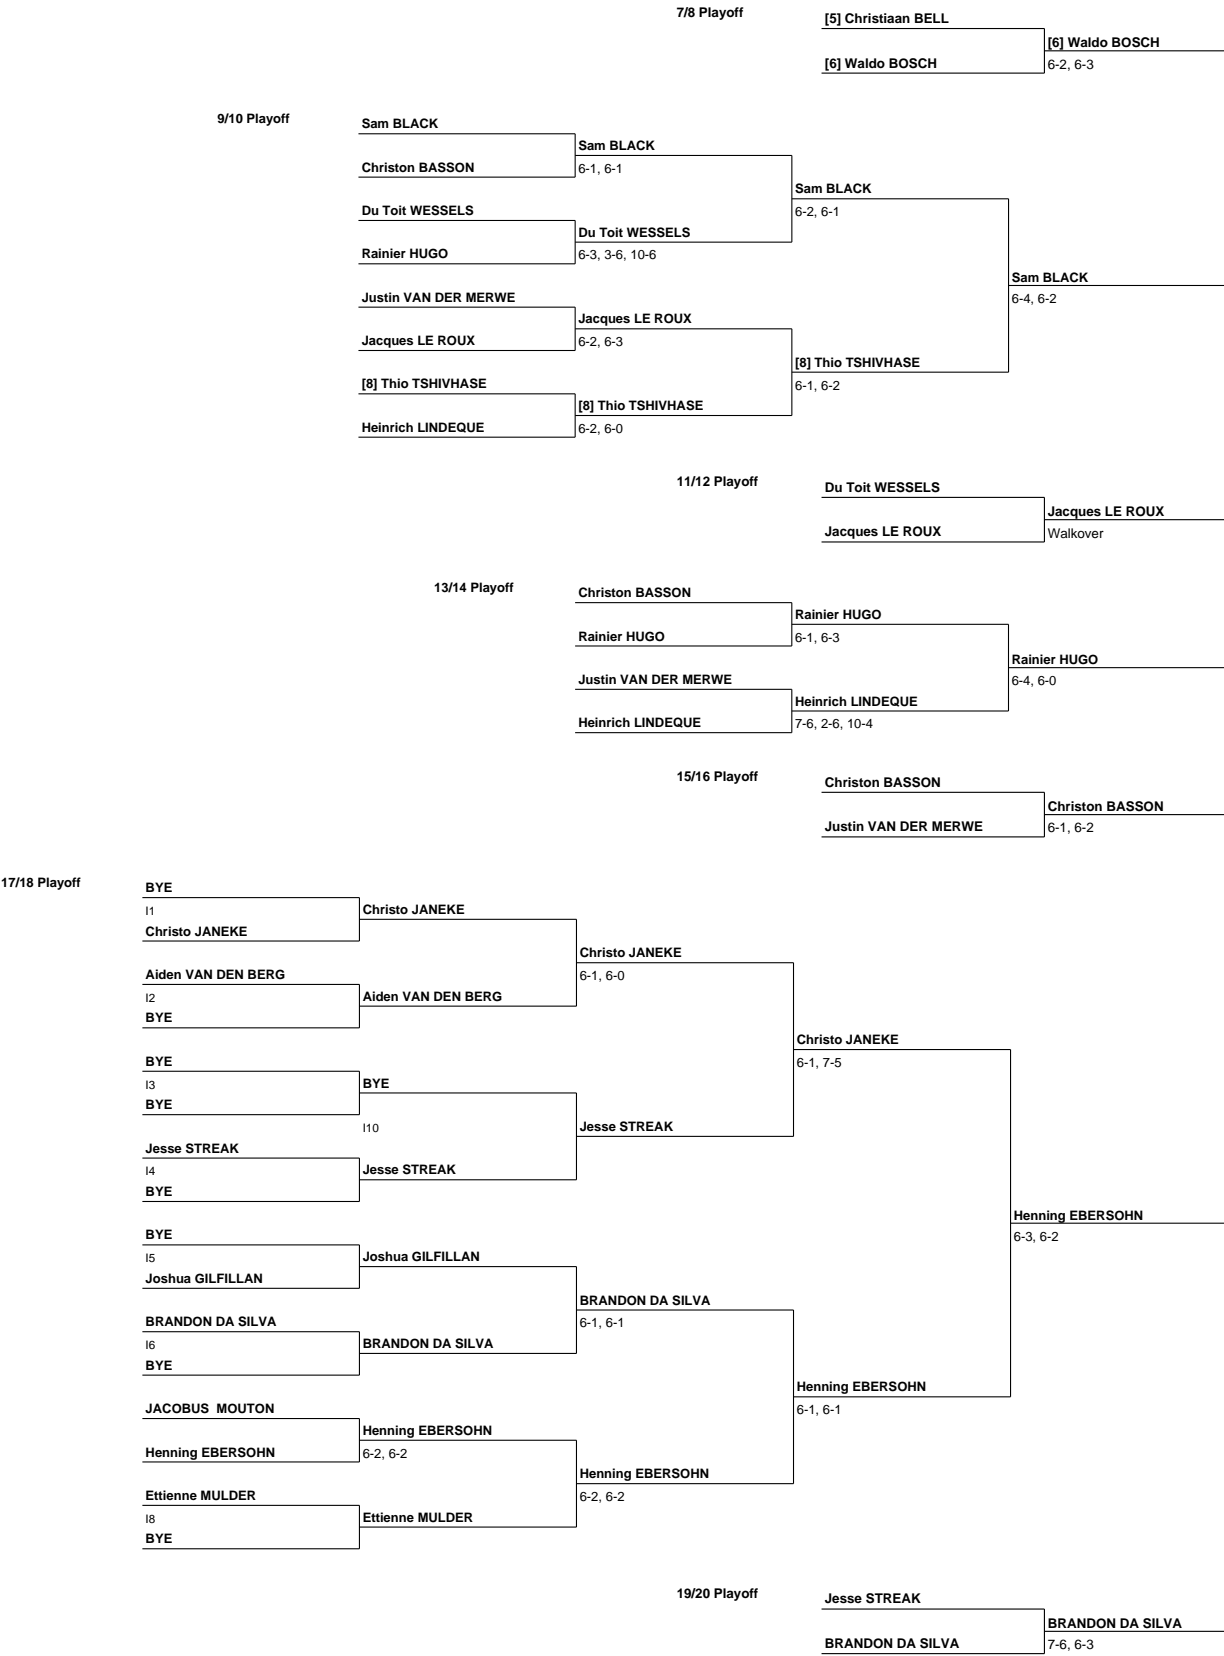 7/8 Playoff
[5] Christiaan BELL
[6] Waldo BOSCH
[6] Waldo BOSCH
6-2, 6-3
9/10 Playoff
Sam BLACK
Sam BLACK
Christon BASSON
6-1, 6-1
Sam BLACK
Du Toit WESSELS
6-2, 6-1
Du Toit WESSELS
Rainier HUGO
6-3, 3-6, 10-6
Sam BLACK
Justin VAN DER MERWE
6-4, 6-2
Jacques LE ROUX
Jacques LE ROUX
6-2, 6-3
[8] Thio TSHIVHASE
[8] Thio TSHIVHASE
6-1, 6-2
[8] Thio TSHIVHASE
Heinrich LINDEQUE
6-2, 6-0
11/12 Playoff
Du Toit WESSELS
Jacques LE ROUX
Jacques LE ROUX
Walkover
13/14 Playoff
Christon BASSON
Rainier HUGO
Rainier HUGO
6-1, 6-3
Rainier HUGO
Justin VAN DER MERWE
6-4, 6-0
Heinrich LINDEQUE
Heinrich LINDEQUE
7-6, 2-6, 10-4
15/16 Playoff
Christon BASSON
Christon BASSON
Justin VAN DER MERWE
6-1, 6-2
17/18 Playoff
BYE
I1
Christo JANEKE
Christo JANEKE
Christo JANEKE
Aiden VAN DEN BERG
6-1, 6-0
I2
Aiden VAN DEN BERG
BYE
Christo JANEKE
BYE
6-1, 7-5
I3
BYE
BYE
I10
Jesse STREAK
Jesse STREAK
I4
Jesse STREAK
BYE
Henning EBERSOHN
BYE
6-3, 6-2
I5
Joshua GILFILLAN
Joshua GILFILLAN
BRANDON DA SILVA
BRANDON DA SILVA
6-1, 6-1
I6
BRANDON DA SILVA
BYE
Henning EBERSOHN
JACOBUS  MOUTON
6-1, 6-1
Henning EBERSOHN
Henning EBERSOHN
6-2, 6-2
Henning EBERSOHN
Ettienne MULDER
6-2, 6-2
I8
Ettienne MULDER
BYE
19/20 Playoff
Jesse STREAK
BRANDON DA SILVA
BRANDON DA SILVA
7-6, 6-3